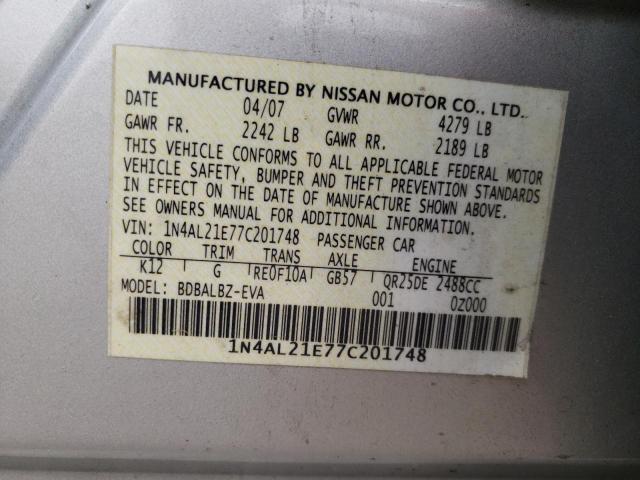 MANUFACTURED BY NISSAN MOTOR CO., LTD.
DATE 04/07 GVWR 4279 LB
GAWR FR. 2242 LB GAWR RR. 2189 LB
THIS VEHICLE CONFORMS TO ALL APPLICABLE FEDERAL MOTOR
VEHICLE SAFETY, BUMPER AND THEFT PREVENTION STANDARDS
IN EFFECT ON THE DATE OF MANUFACTURE SHOWN ABOVE.
SEE OWNERS MANUAL FOR ADDITIONAL INFORMATION.
VIN: 1N4AL21E77C201748 PASSENGER CAR
COLOR TRIM TRANS AXLE ENGINE
K12 G RE0F10A GB57 QR25DE 2488CC
MODEL: BDBALBZ-EVA 001 0Z000
1N4AL21E77C201748